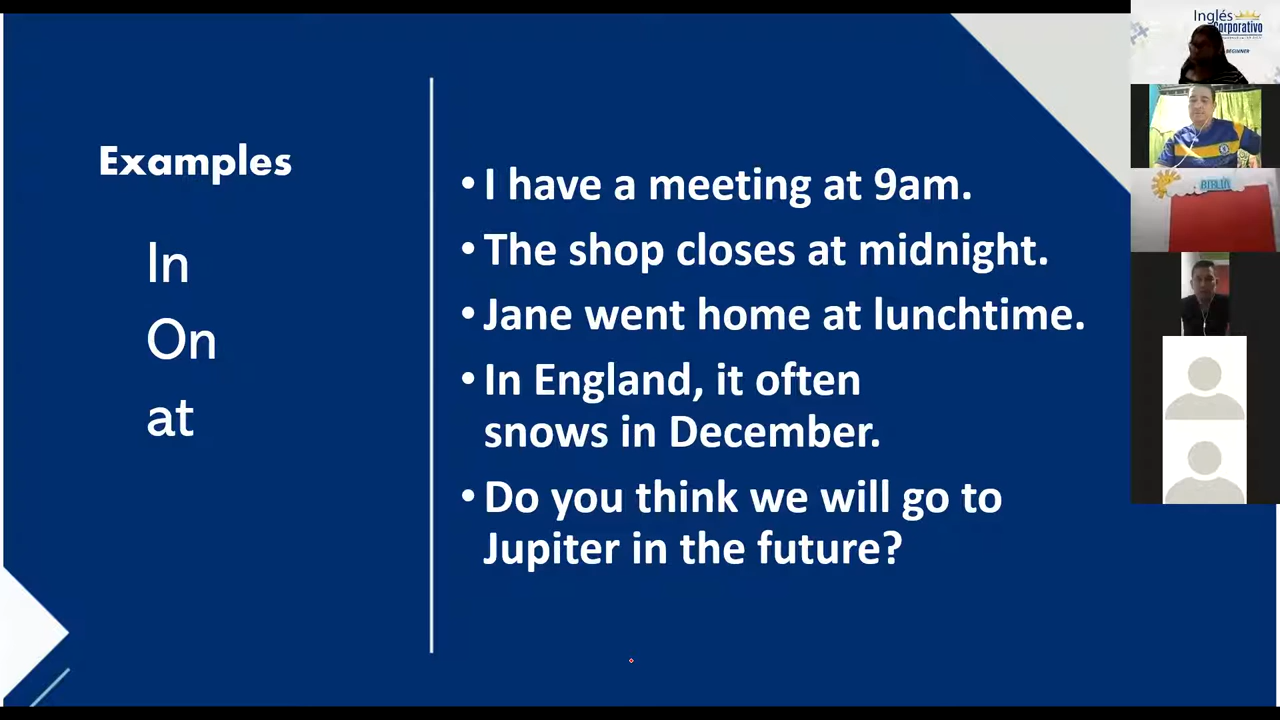 Examples
In
On
at
• I have a meeting at 9am.
• The shop closes at midnight.
• Jane went home at lunchtime.
• In England, it often
snows in December.
• Do you think we will go to
Jupiter in the future?
Inglés
Corporativo
BEGINNER